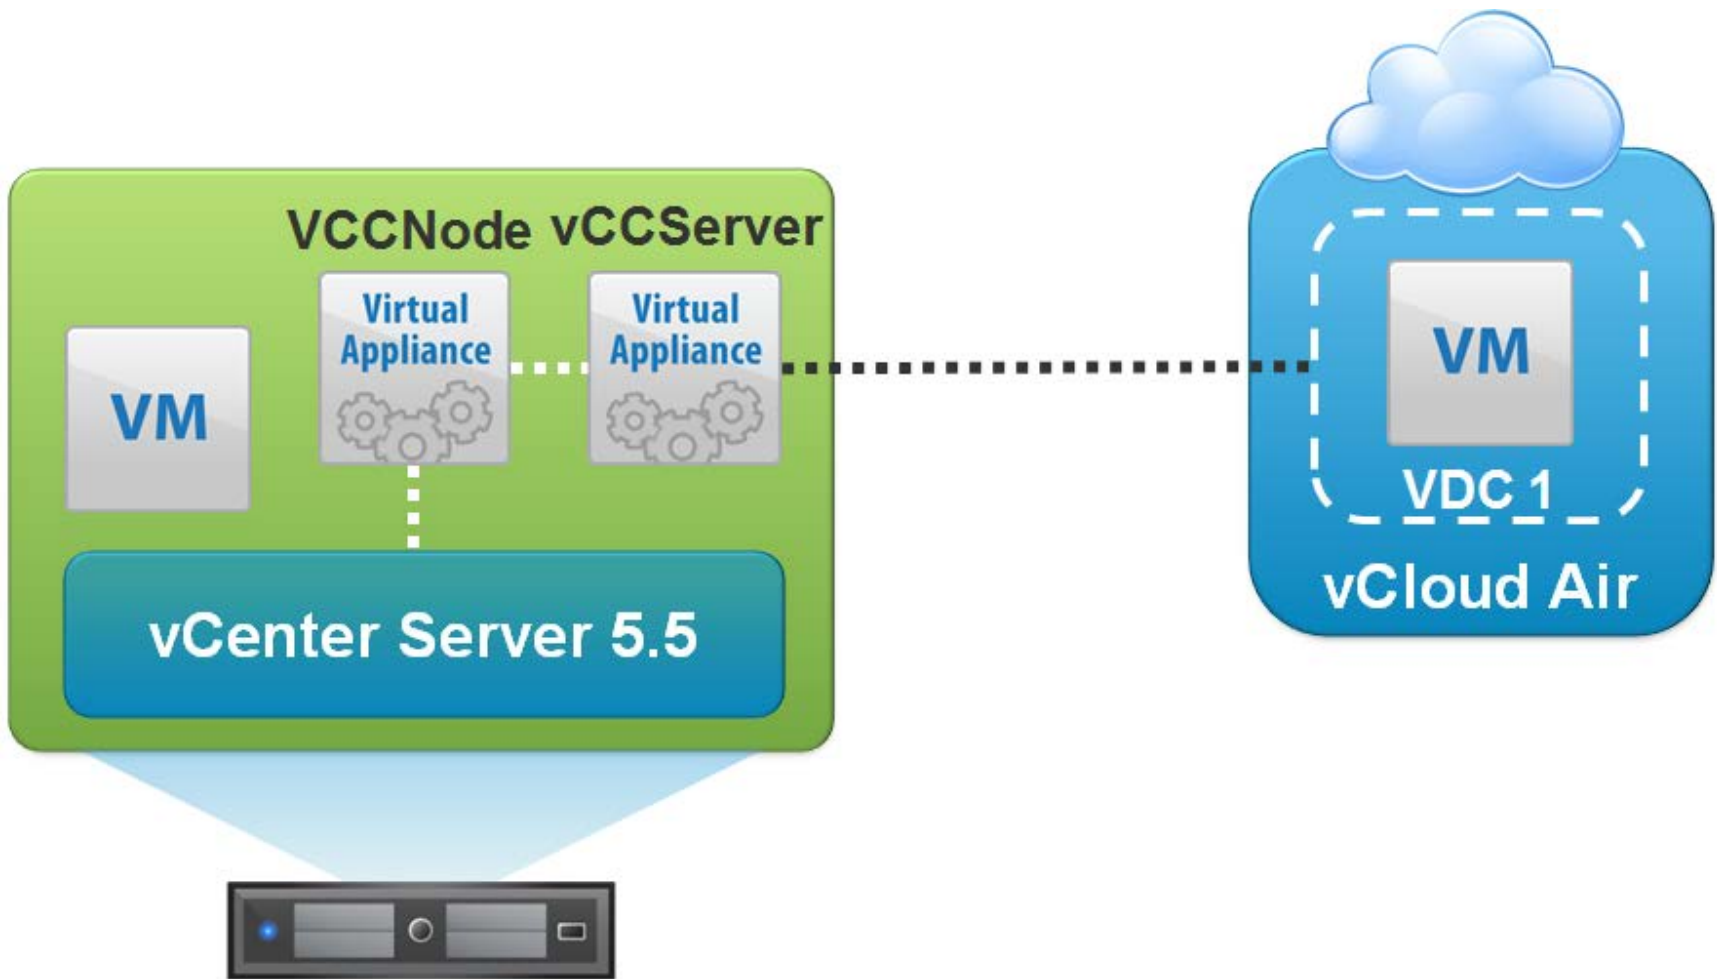 VCCNode vCCServer
Virtual
Appliance
Virtual
Appliance
VM
vCenter Server 5.5
VM
VDC 1
vCloud Air